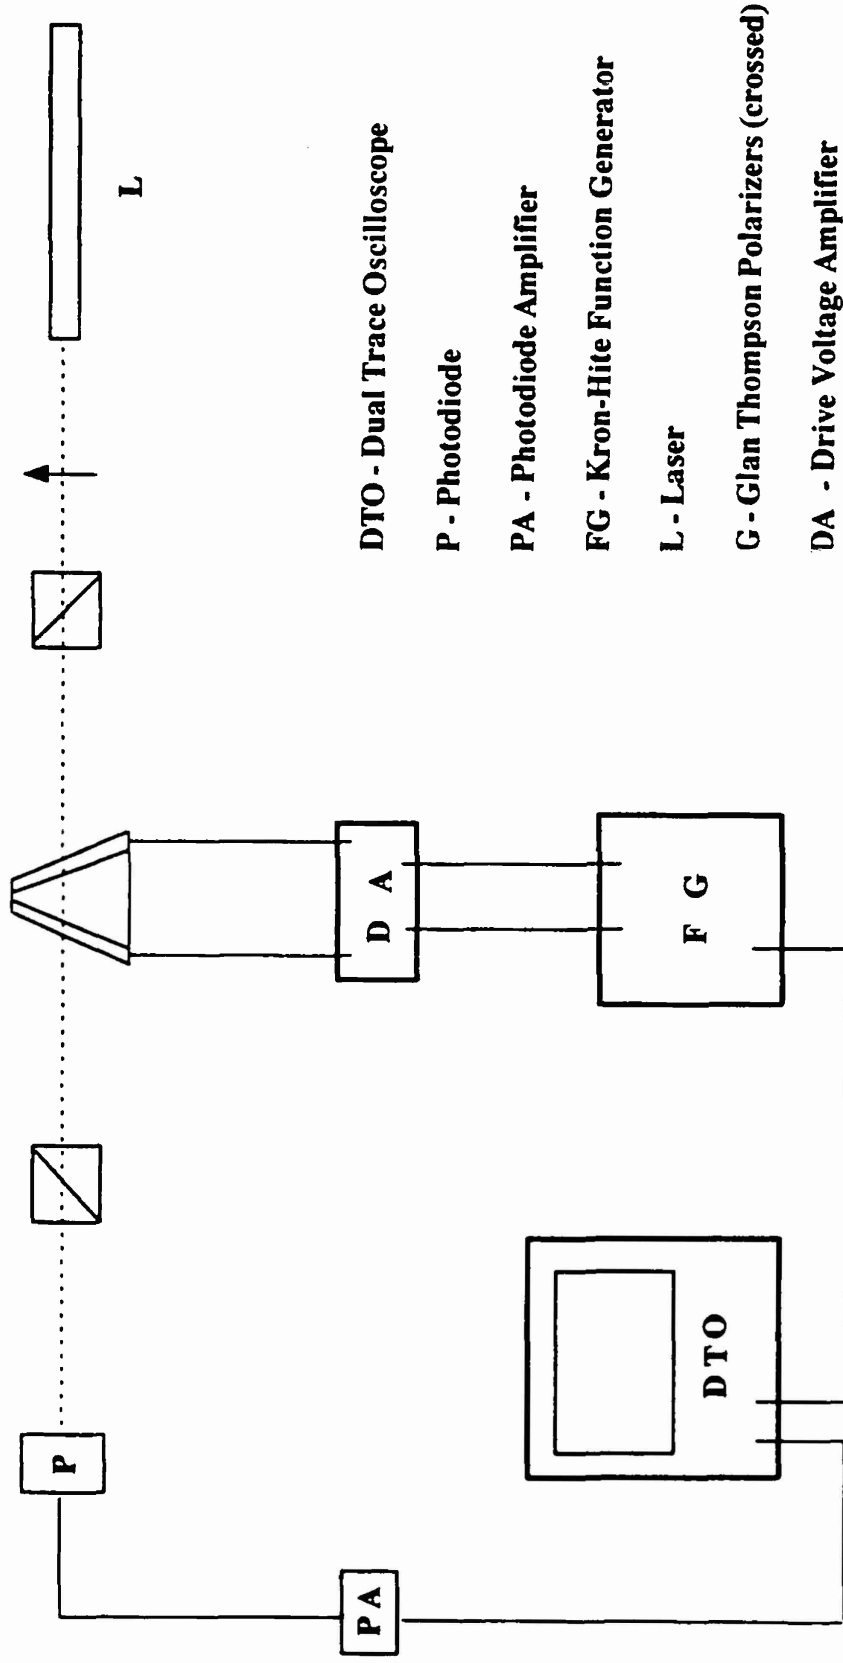 P
L
PA
D A
DTO
F G
DTO - Dual Trace Oscilloscope
P - Photodiode
PA - Photodiode Amplifier
FG - Kron-Hite Function Generator
L - Laser
G - Glan Thompson Polarizers (crossed)
DA - Drive Voltage Amplifier